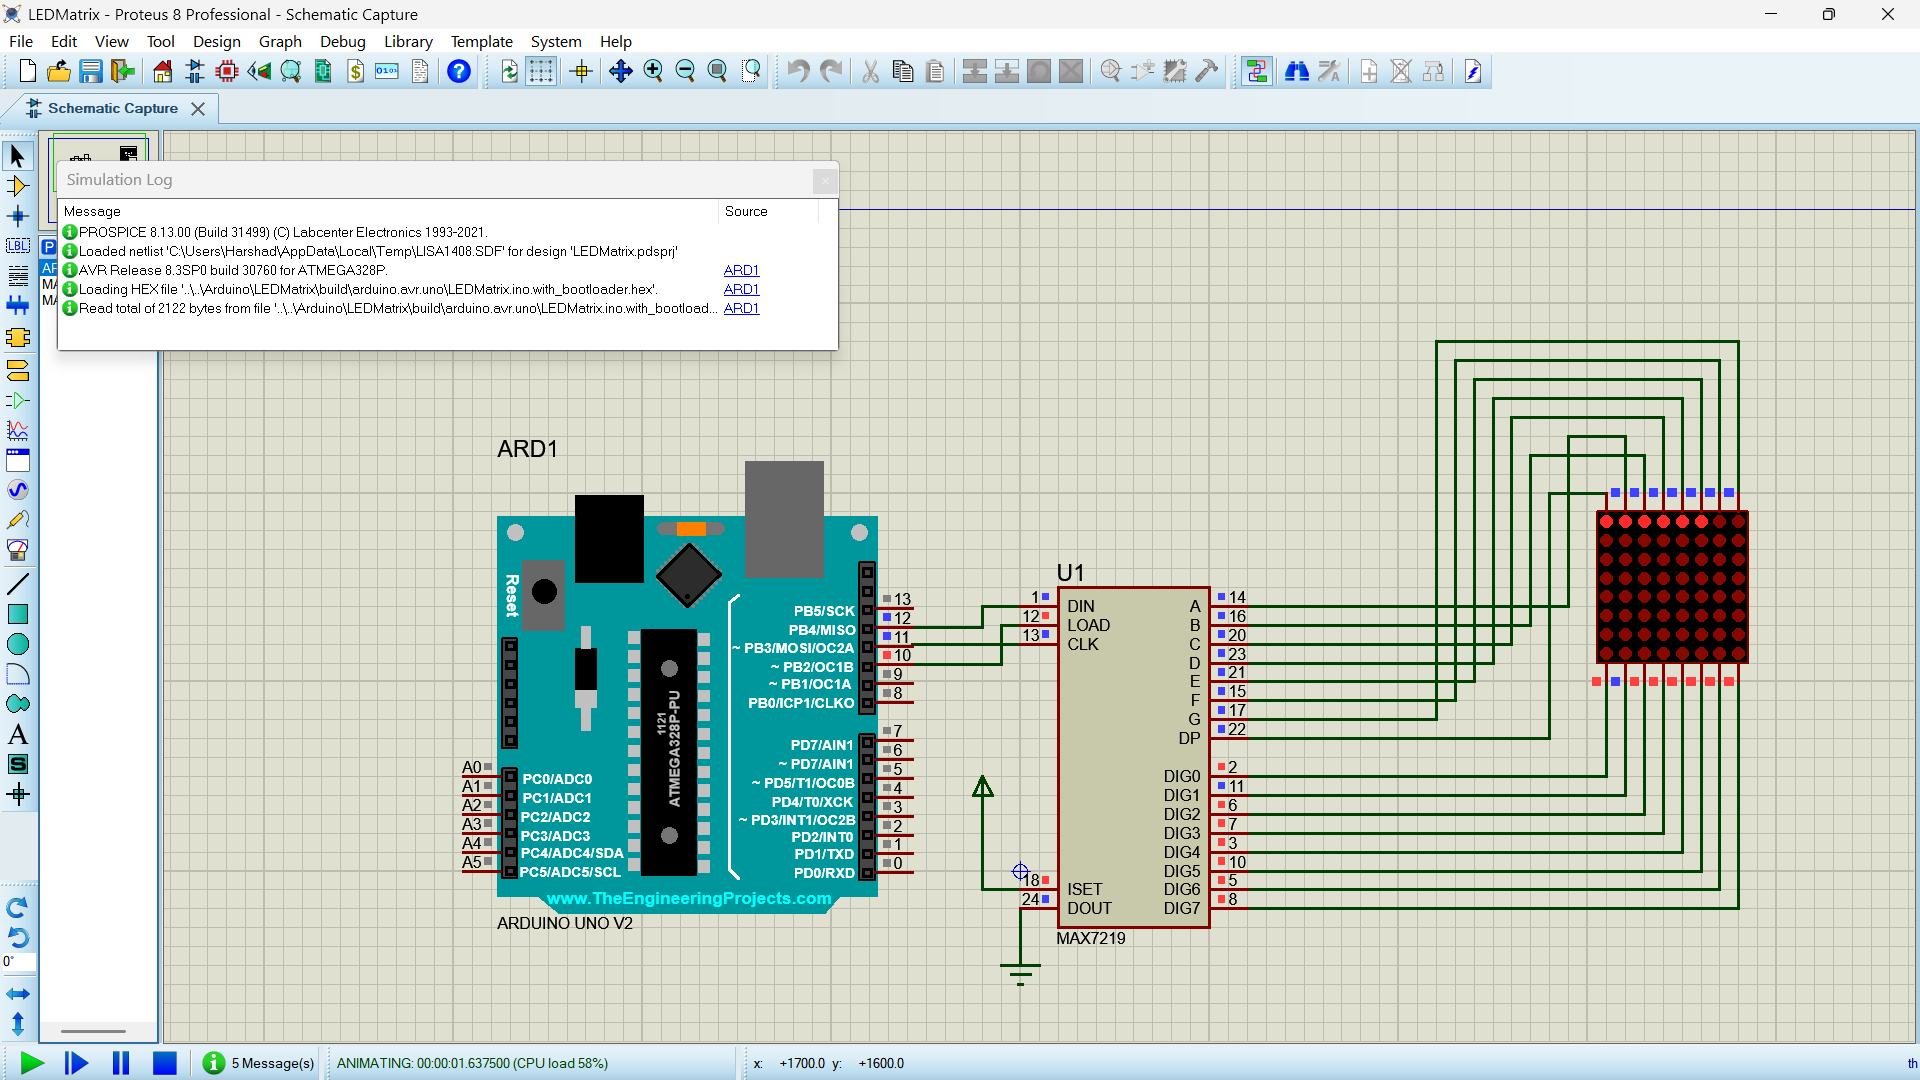 LEDMatrix - Proteus 8 Professional - Schematic Capture
File Edit View Tool Design Graph Debug Library Template System Help
Schematic Capture
Simulation Log
Message Source
PROSPICE 8.13.00 (Build 31499) (C) Labcenter Electronics 1993-2021.
Loaded netlist 'C:\Users\Harshad\AppData\Local\Temp\LISA1408.SDF' for design 'LEDMatrix.pdsprj'
AVR Release 8.3SP0 build 30760 for ATMEGA328P. ARD1
Loading HEX file '..\..\Arduino\LEDMatrix\build\arduino.avr.uno\LEDMatrix.ino.with_bootloader.hex'. ARD1
Read total of 2122 bytes from file '..\..\Arduino\LEDMatrix\build\arduino.avr.uno\LEDMatrix.ino.with_bootload... ARD1
P
AR
MA
MA
LBL
A
S
0°
ARD1
Reset
1121
ATMEGA328P-PU
PB5/SCK 13
PB4/MISO 12
~ PB3/MOSI/OC2A 11
~ PB2/OC1B 10
~ PB1/OC1A 9
PB0/ICP1/CLKO 8
PD7/AIN1 7
~ PD7/AIN1 6
~ PD5/T1/OC0B 5
PD4/T0/XCK 4
~ PD3/INT1/OC2B 3
PD2/INT0 2
PD1/TXD 1
PD0/RXD 0
A0 PC0/ADC0
A1 PC1/ADC1
A2 PC2/ADC2
A3 PC3/ADC3
A4 PC4/ADC4/SDA
A5 PC5/ADC5/SCL
www.TheEngineeringProjects.com
ARDUINO UNO V2
U1
1 DIN A 14
12 LOAD B 16
13 CLK C 20
D 23
E 21
F 15
G 17
DP 22
DIG0 2
DIG1 11
DIG2 6
DIG3 7
DIG4 3
DIG5 10
18 ISET DIG6 5
24 DOUT DIG7 8
MAX7219
5 Message(s) ANIMATING: 00:00:01.637500 (CPU load 58%) x: +1700.0 y: +1600.0 th